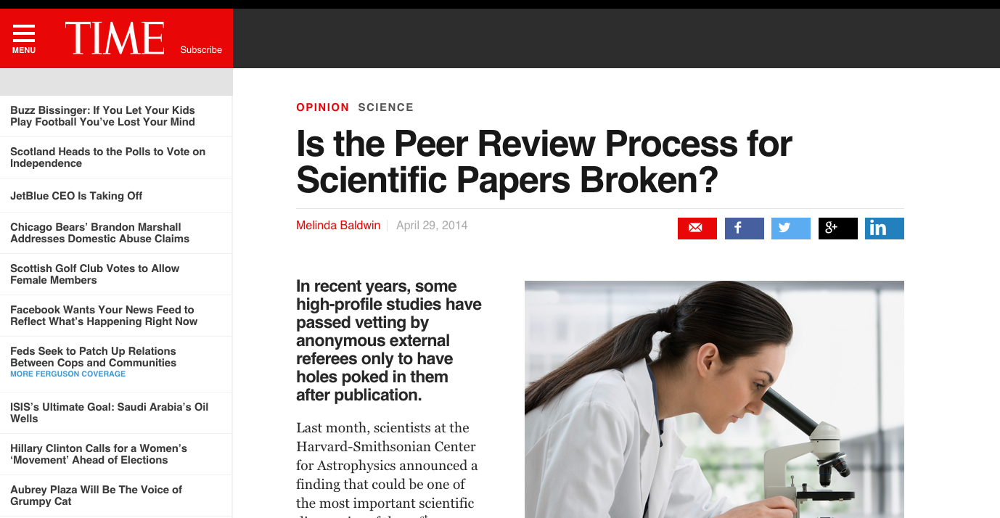 MENU
TIME
Subscribe
Buzz Bissinger: If You Let Your Kids
Play Football You’ve Lost Your Mind
Scotland Heads to the Polls to Vote on
Independence
JetBlue CEO Is Taking Off
Chicago Bears’ Brandon Marshall
Addresses Domestic Abuse Claims
Scottish Golf Club Votes to Allow
Female Members
Facebook Wants Your News Feed to
Reflect What’s Happening Right Now
Feds Seek to Patch Up Relations
Between Cops and Communities
MORE FERGUSON COVERAGE
ISIS’s Ultimate Goal: Saudi Arabia’s Oil
Wells
Hillary Clinton Calls for a Women’s
‘Movement’ Ahead of Elections
Aubrey Plaza Will Be The Voice of
Grumpy Cat
OPINION SCIENCE
Is the Peer Review Process for
Scientific Papers Broken?
Melinda Baldwin April 29, 2014
f
g+
in
In recent years, some
high-profile studies have
passed vetting by
anonymous external
referees only to have
holes poked in them
after publication.
Last month, scientists at the
Harvard-Smithsonian Center
for Astrophysics announced a
finding that could be one of
the most important scientific